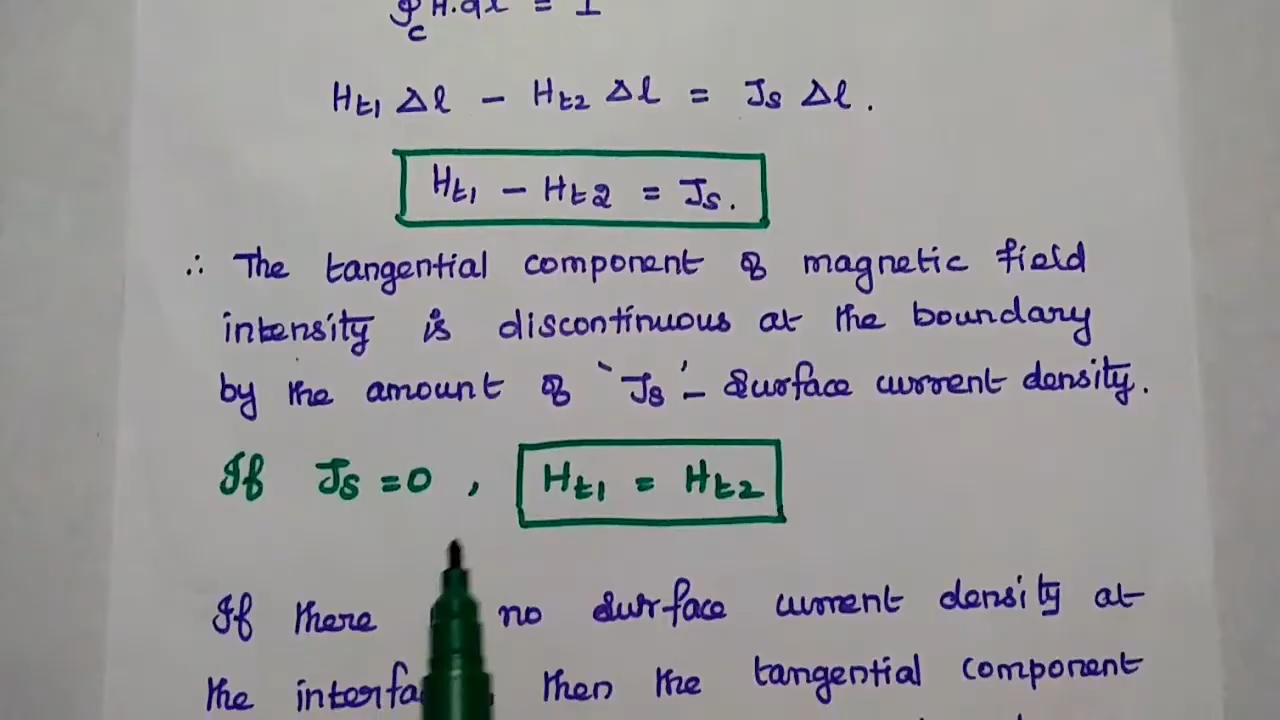 ∮c H.dl = I
Ht1 Δl - Ht2 Δl = Js Δl.
Ht1 - Ht2 = Js.
∴ The tangential component of magnetic field
intensity is discontinuous at the boundary
by the amount of 'Js' - Surface current density.
If Js = 0 , Ht1 = Ht2
If there no surface current density at
the then the tangential component